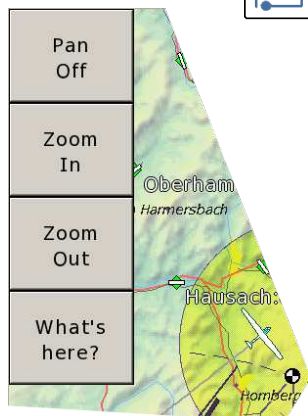 Pan
Off
Zoom
In
Oberham
Harmersbach
Zoom
Out
Hausach:
What's
here?
Hornberg